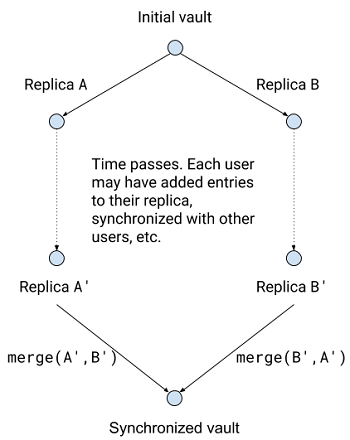 Initial vault
Replica A
Replica B
Time passes. Each user
may have added entries
to their replica,
synchronized with other
users, etc.
Replica A'
Replica B'
merge(A',B')
merge(B',A')
Synchronized vault